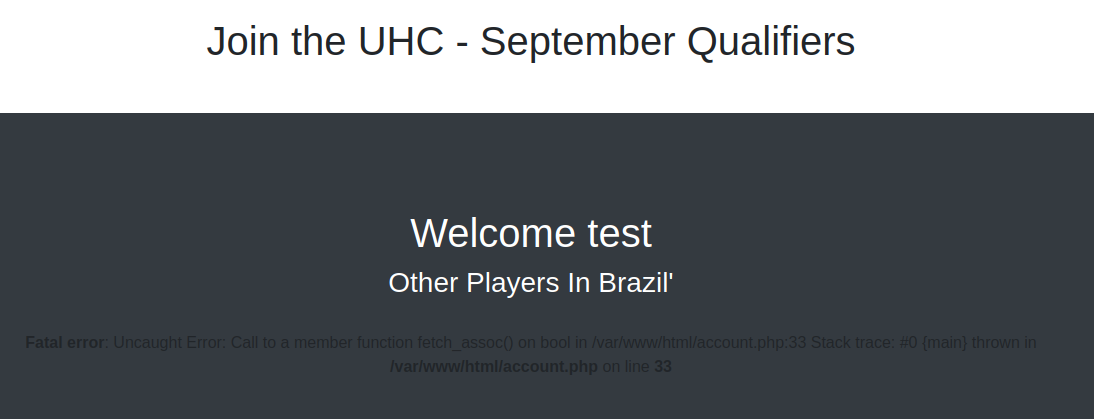 Join the UHC - September Qualifiers
Welcome test
Other Players In Brazil'
Fatal error: Uncaught Error: Call to a member function fetch_assoc() on bool in /var/www/html/account.php:33 Stack trace: #0 {main} thrown in
/var/www/html/account.php on line 33